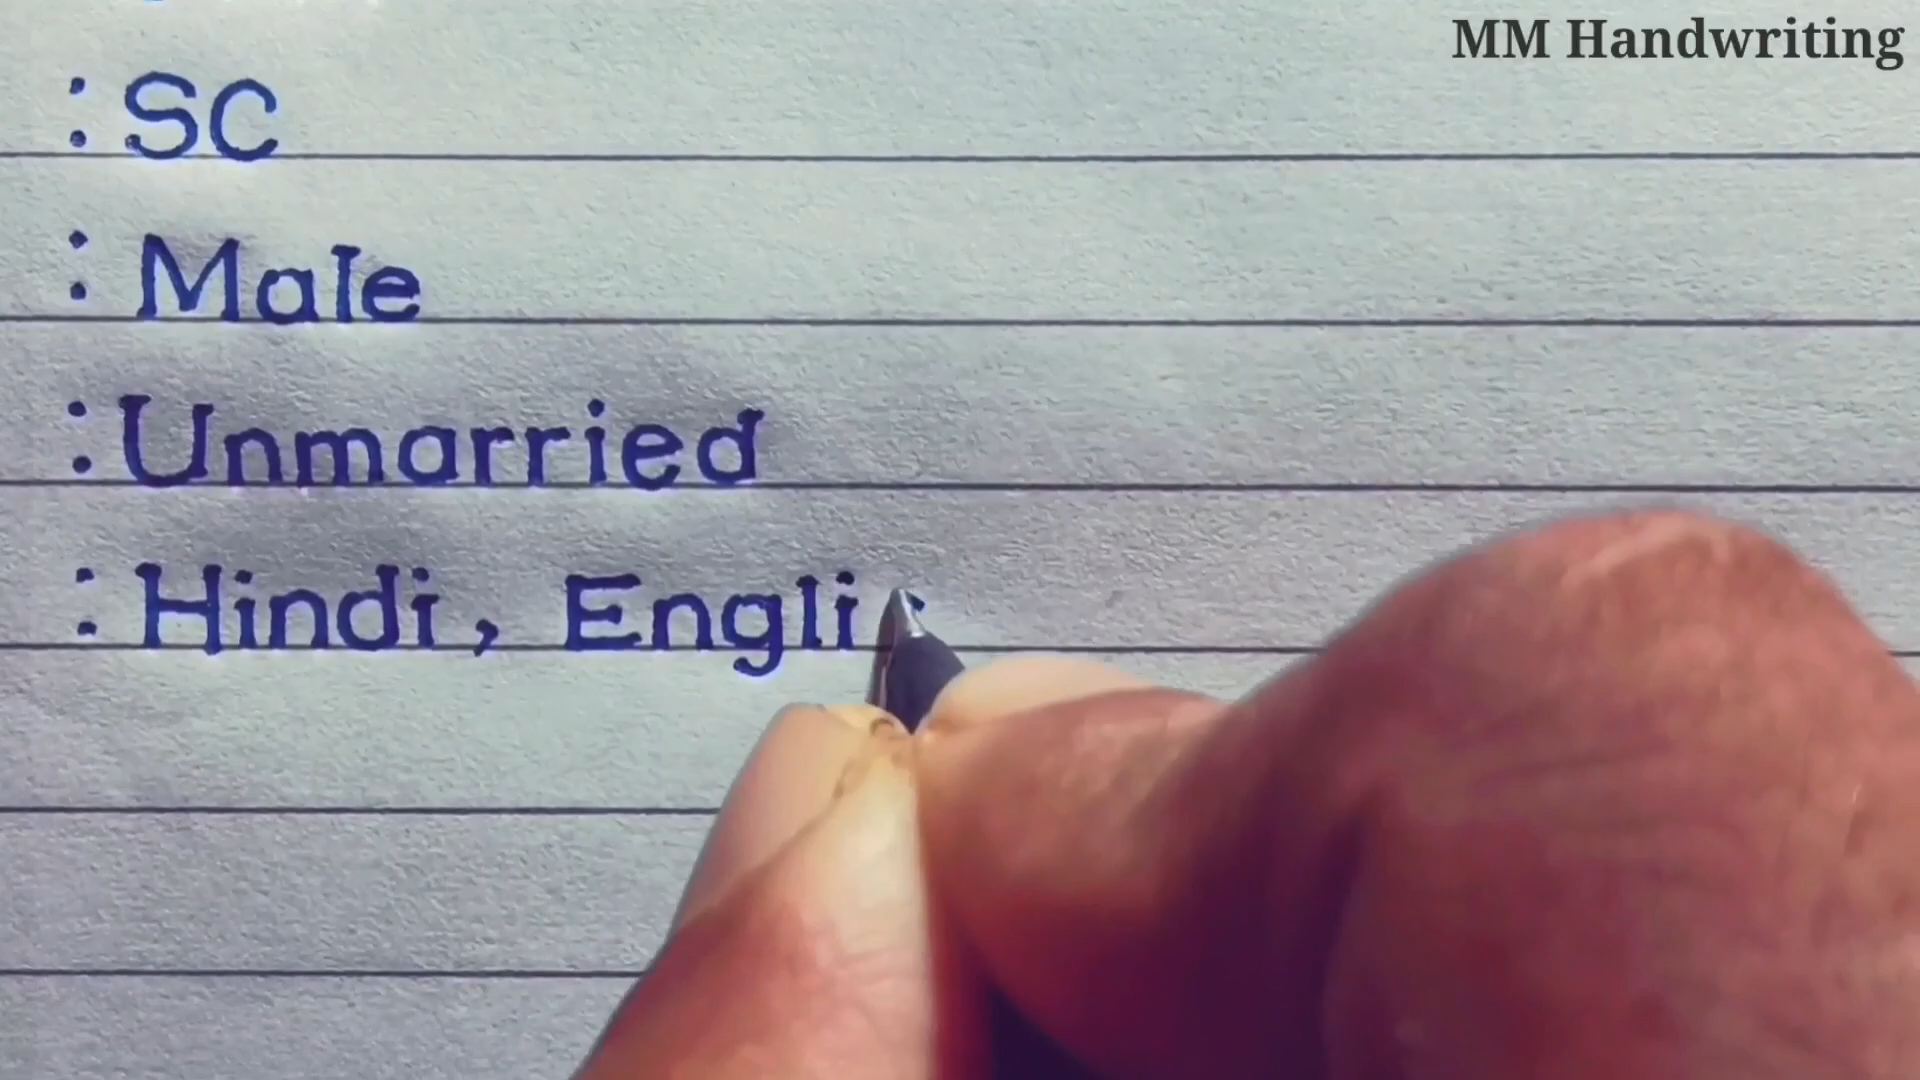 MM Handwriting
: SC
: Male
: Unmarried
: Hindi, Engli